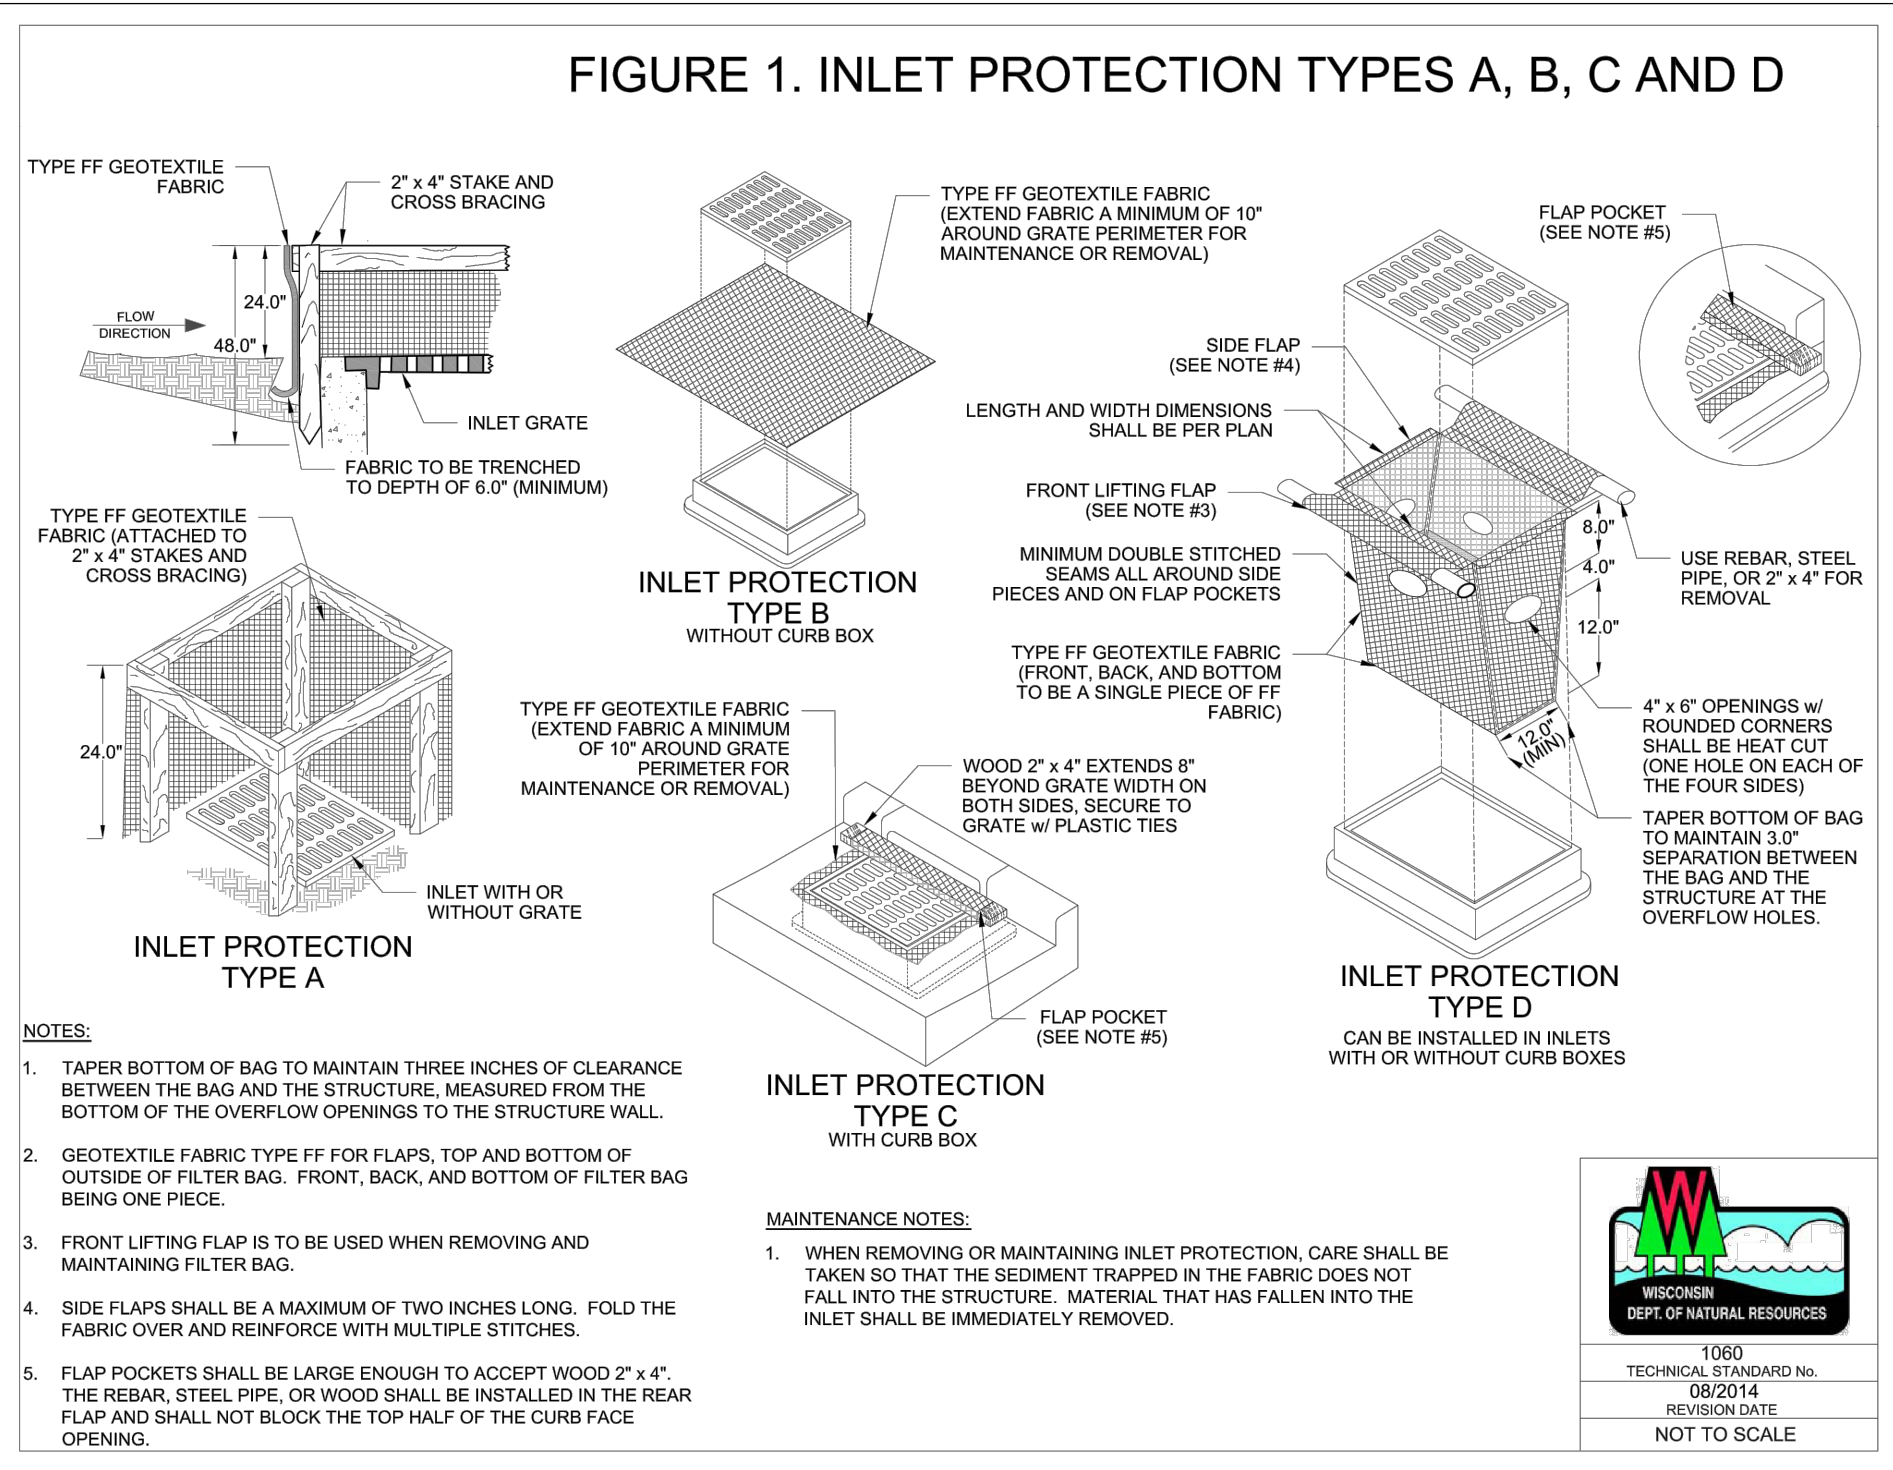 FIGURE 1. INLET PROTECTION TYPES A, B, C AND D
TYPE FF GEOTEXTILE
FABRIC
2" x 4" STAKE AND
CROSS BRACING
24.0"
48.0"
FLOW
DIRECTION
INLET GRATE
FABRIC TO BE TRENCHED
TO DEPTH OF 6.0" (MINIMUM)
TYPE FF GEOTEXTILE
FABRIC (ATTACHED TO
2" x 4" STAKES AND
CROSS BRACING)
24.0"
INLET WITH OR
WITHOUT GRATE
INLET PROTECTION
TYPE A
TYPE FF GEOTEXTILE FABRIC
(EXTEND FABRIC A MINIMUM OF 10"
AROUND GRATE PERIMETER FOR
MAINTENANCE OR REMOVAL)
INLET PROTECTION
TYPE B
WITHOUT CURB BOX
TYPE FF GEOTEXTILE FABRIC
(EXTEND FABRIC A MINIMUM
OF 10" AROUND GRATE
PERIMETER FOR
MAINTENANCE OR REMOVAL)
WOOD 2" x 4" EXTENDS 8"
BEYOND GRATE WIDTH ON
BOTH SIDES, SECURE TO
GRATE w/ PLASTIC TIES
FLAP POCKET
(SEE NOTE #5)
INLET PROTECTION
TYPE C
WITH CURB BOX
FLAP POCKET
(SEE NOTE #5)
SIDE FLAP
(SEE NOTE #4)
LENGTH AND WIDTH DIMENSIONS
SHALL BE PER PLAN
FRONT LIFTING FLAP
(SEE NOTE #3)
MINIMUM DOUBLE STITCHED
SEAMS ALL AROUND SIDE
PIECES AND ON FLAP POCKETS
TYPE FF GEOTEXTILE FABRIC
(FRONT, BACK, AND BOTTOM
TO BE A SINGLE PIECE OF FF
FABRIC)
8.0"
4.0"
12.0"
12.0"
(MIN)
USE REBAR, STEEL
PIPE, OR 2" x 4" FOR
REMOVAL
4" x 6" OPENINGS w/
ROUNDED CORNERS
SHALL BE HEAT CUT
(ONE HOLE ON EACH OF
THE FOUR SIDES)
TAPER BOTTOM OF BAG
TO MAINTAIN 3.0"
SEPARATION BETWEEN
THE BAG AND THE
STRUCTURE AT THE
OVERFLOW HOLES.
INLET PROTECTION
TYPE D
CAN BE INSTALLED IN INLETS
WITH OR WITHOUT CURB BOXES
NOTES:
1. TAPER BOTTOM OF BAG TO MAINTAIN THREE INCHES OF CLEARANCE
BETWEEN THE BAG AND THE STRUCTURE, MEASURED FROM THE
BOTTOM OF THE OVERFLOW OPENINGS TO THE STRUCTURE WALL.
2. GEOTEXTILE FABRIC TYPE FF FOR FLAPS, TOP AND BOTTOM OF
OUTSIDE OF FILTER BAG. FRONT, BACK, AND BOTTOM OF FILTER BAG
BEING ONE PIECE.
3. FRONT LIFTING FLAP IS TO BE USED WHEN REMOVING AND
MAINTAINING FILTER BAG.
4. SIDE FLAPS SHALL BE A MAXIMUM OF TWO INCHES LONG. FOLD THE
FABRIC OVER AND REINFORCE WITH MULTIPLE STITCHES.
5. FLAP POCKETS SHALL BE LARGE ENOUGH TO ACCEPT WOOD 2" x 4".
THE REBAR, STEEL PIPE, OR WOOD SHALL BE INSTALLED IN THE REAR
FLAP AND SHALL NOT BLOCK THE TOP HALF OF THE CURB FACE
OPENING.
MAINTENANCE NOTES:
1. WHEN REMOVING OR MAINTAINING INLET PROTECTION, CARE SHALL BE
TAKEN SO THAT THE SEDIMENT TRAPPED IN THE FABRIC DOES NOT
FALL INTO THE STRUCTURE. MATERIAL THAT HAS FALLEN INTO THE
INLET SHALL BE IMMEDIATELY REMOVED.
W
WISCONSIN
DEPT. OF NATURAL RESOURCES
1060
TECHNICAL STANDARD No.
08/2014
REVISION DATE
NOT TO SCALE